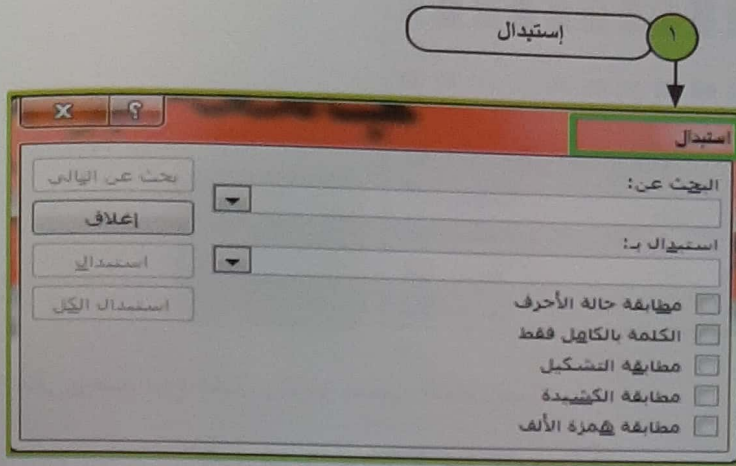 ١
إستبدال
استبدال
البحث عن:
بحث عن التالي
إغلاق
استبدال بـ:
استبدال
استبدال الكل
مطابقة حالة الأحرف
الكلمة بالكامل فقط
مطابقة التشكيل
مطابقة الكشيدة
مطابقة همزة الألف